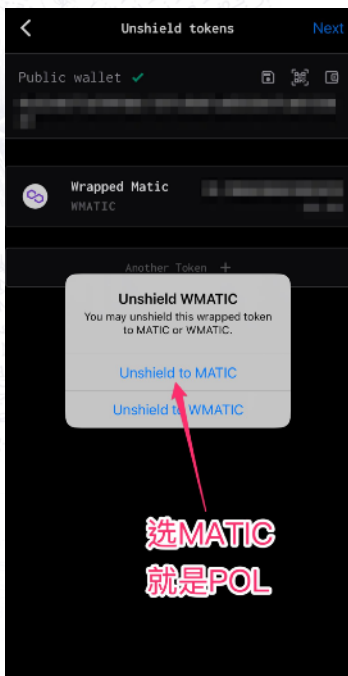 Unshield tokens
Next
Public wallet ✓
Wrapped Matic
WMATIC
Another Token +
Unshield WMATIC
You may unshield this wrapped token
to MATIC or WMATIC.
Unshield to MATIC
Unshield to WMATIC
選MATIC
就是POL